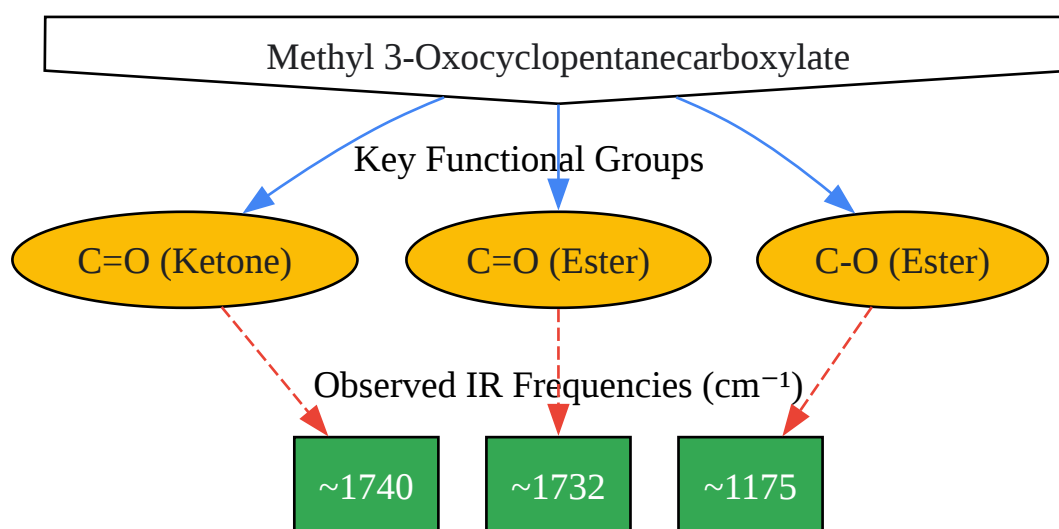 Methyl 3-Oxocyclopentanecarboxylate
Key Functional Groups
C=O (Ketone)
C=O (Ester)
C-O (Ester)
Observed IR Frequencies (cm⁻¹)
~1740
~1732
~1175